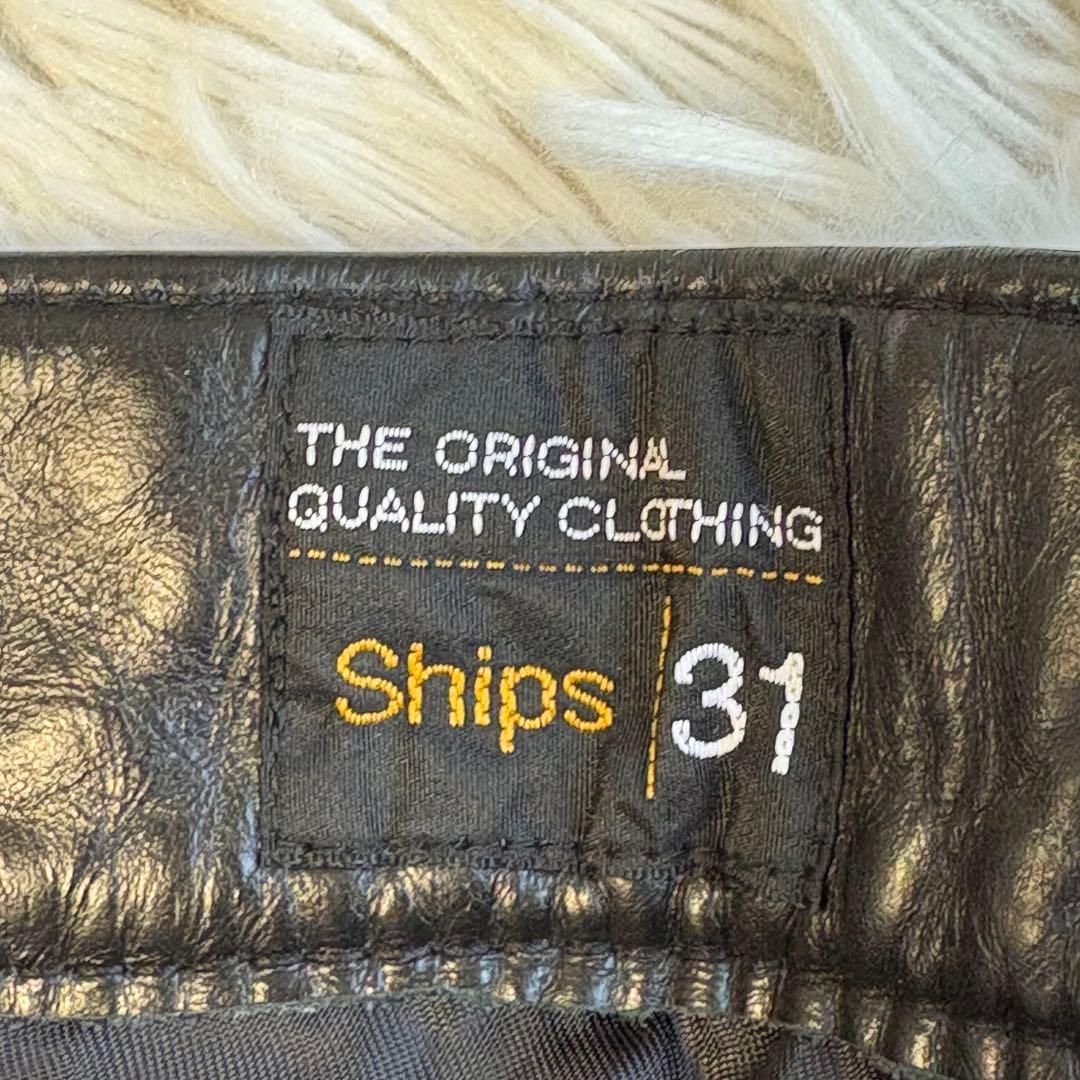 THE ORIGINAL
QUALITY CLOTHING
Ships 31